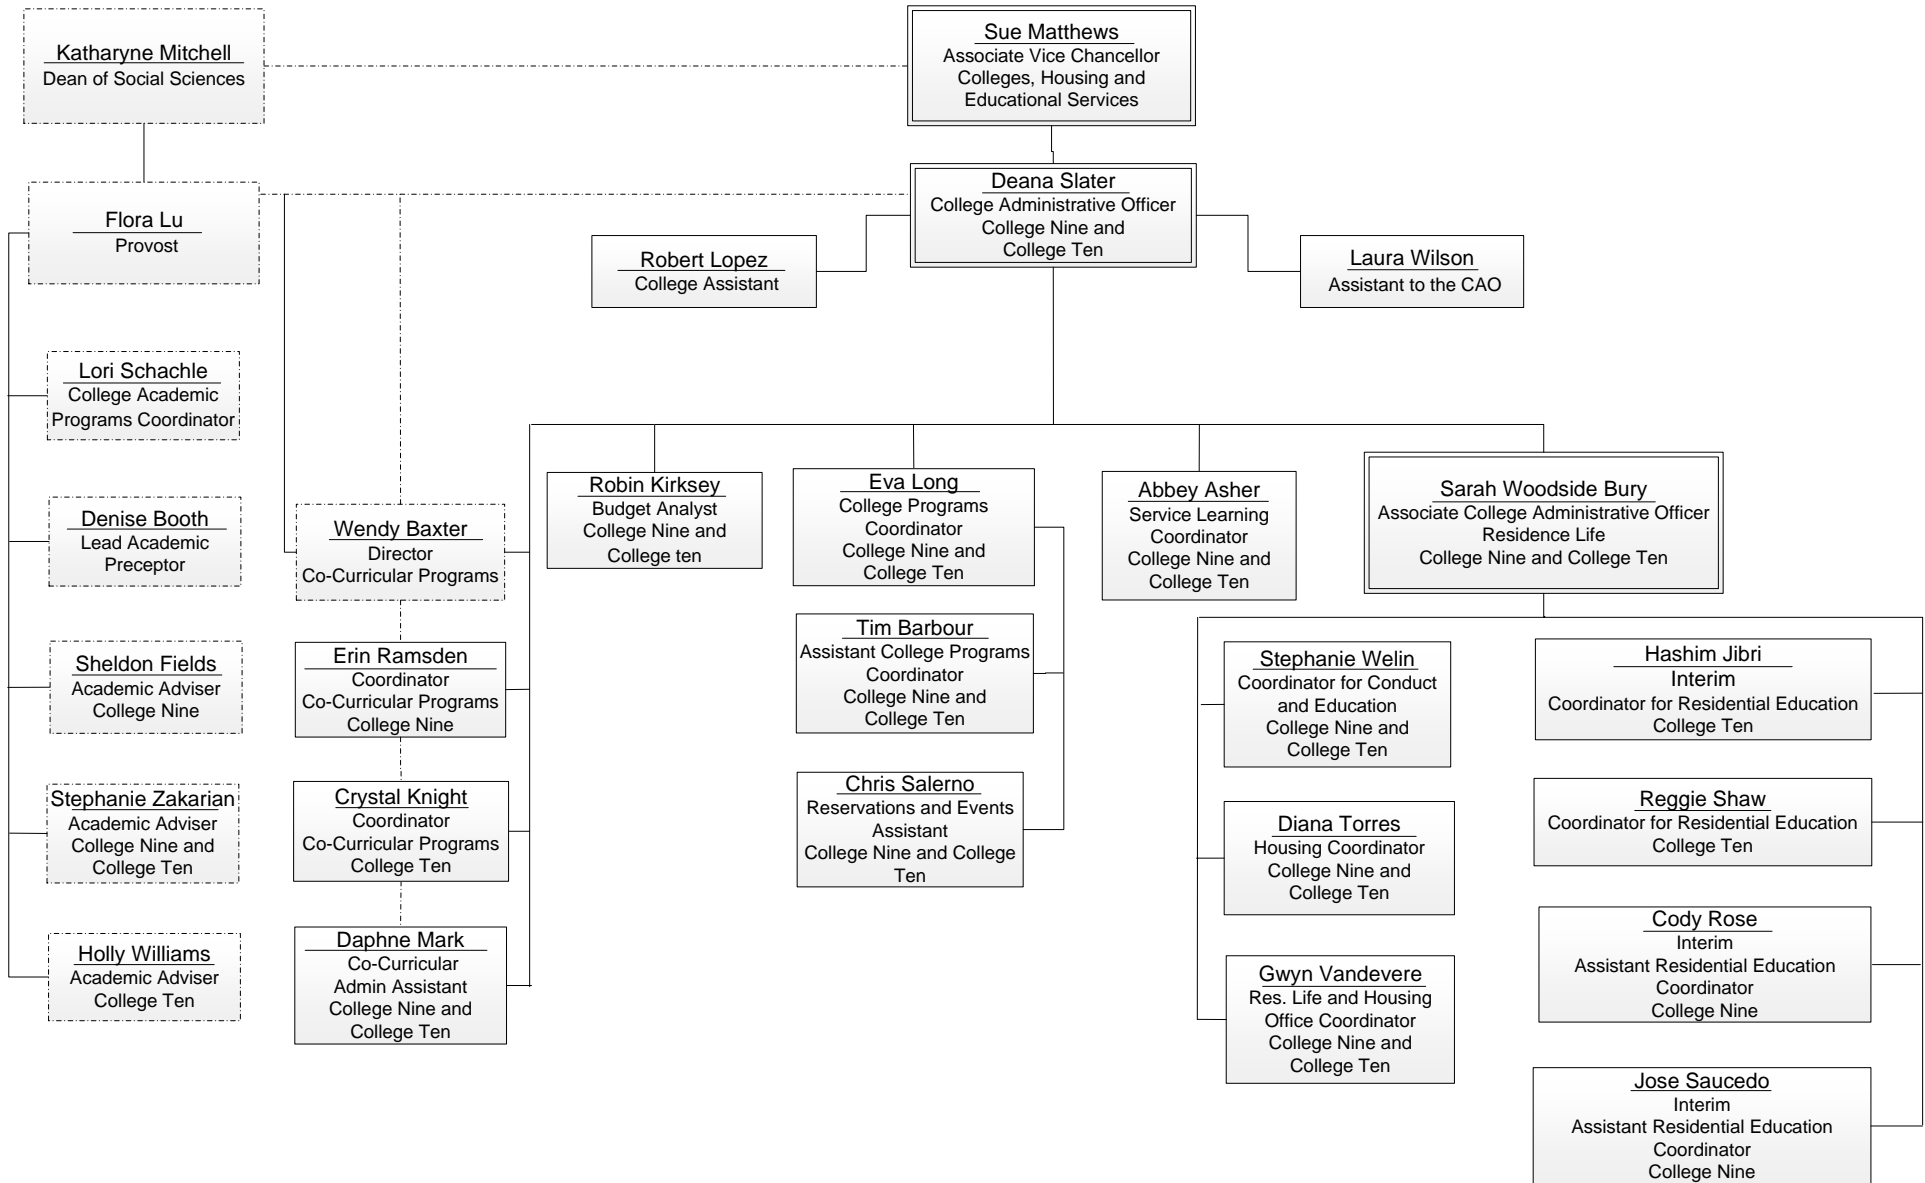 Katharyne Mitchell
Dean of Social Sciences
Sue Matthews
Associate Vice Chancellor
Colleges, Housing and
Educational Services
Flora Lu
Provost
Deana Slater
College Administrative Officer
College Nine and
College Ten
Robert Lopez
College Assistant
Laura Wilson
Assistant to the CAO
Lori Schachle
College Academic
Programs Coordinator
Denise Booth
Lead Academic
Preceptor
Sheldon Fields
Academic Adviser
College Nine
Stephanie Zakarian
Academic Adviser
College Nine and
College Ten
Holly Williams
Academic Adviser
College Ten
Wendy Baxter
Director
Co-Curricular Programs
Erin Ramsden
Coordinator
Co-Curricular Programs
College Nine
Crystal Knight
Coordinator
Co-Curricular Programs
College Ten
Daphne Mark
Co-Curricular
Admin Assistant
College Nine and
College Ten
Robin Kirksey
Budget Analyst
College Nine and
College ten
Eva Long
College Programs
Coordinator
College Nine and
College Ten
Tim Barbour
Assistant College Programs
Coordinator
College Nine and
College Ten
Chris Salerno
Reservations and Events
Assistant
College Nine and College
Ten
Abbey Asher
Service Learning
Coordinator
College Nine and
College Ten
Sarah Woodside Bury
Associate College Administrative Officer
Residence Life
College Nine and College Ten
Stephanie Welin
Coordinator for Conduct
and Education
College Nine and
College Ten
Diana Torres
Housing Coordinator
College Nine and
College Ten
Gwyn Vandevere
Res. Life and Housing
Office Coordinator
College Nine and
College Ten
Hashim Jibri
Interim
Coordinator for Residential Education
College Ten
Reggie Shaw
Coordinator for Residential Education
College Ten
Cody Rose
Interim
Assistant Residential Education
Coordinator
College Nine
Jose Saucedo
Interim
Assistant Residential Education
Coordinator
College Nine